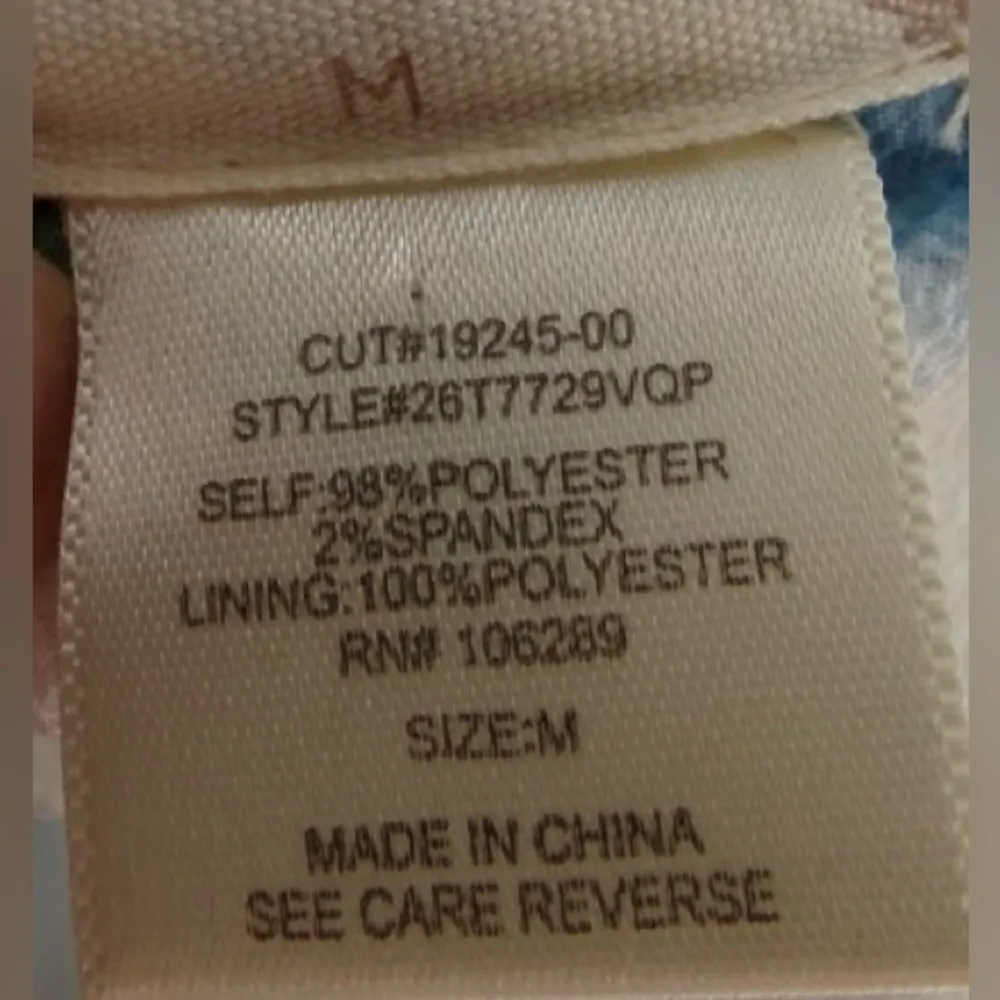 M
CUT#19245-00
STYLE#26T7729VQP
SELF:98%POLYESTER
2%SPANDEX
LINING:100%POLYESTER
RN# 106289
SIZE:M
MADE IN CHINA
SEE CARE REVERSE